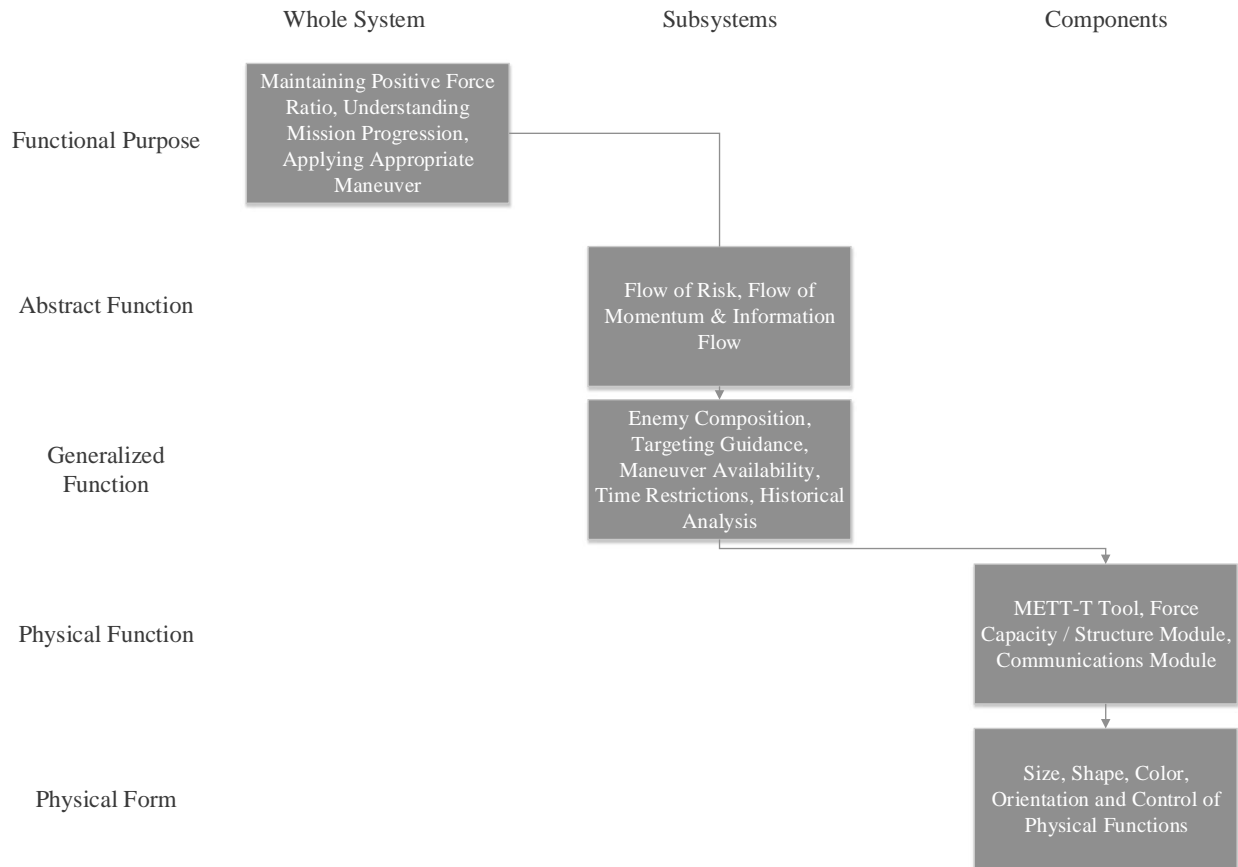 Whole System
Subsystems
Components
Functional Purpose
Maintaining Positive Force
Ratio, Understanding
Mission Progression,
Applying Appropriate
Maneuver
Abstract Function
Flow of Risk, Flow of
Momentum & Information
Flow
Generalized
Function
Enemy Composition,
Targeting Guidance,
Maneuver Availability,
Time Restrictions, Historical
Analysis
Physical Function
METT-T Tool, Force
Capacity / Structure Module,
Communications Module
Physical Form
Size, Shape, Color,
Orientation and Control of
Physical Functions